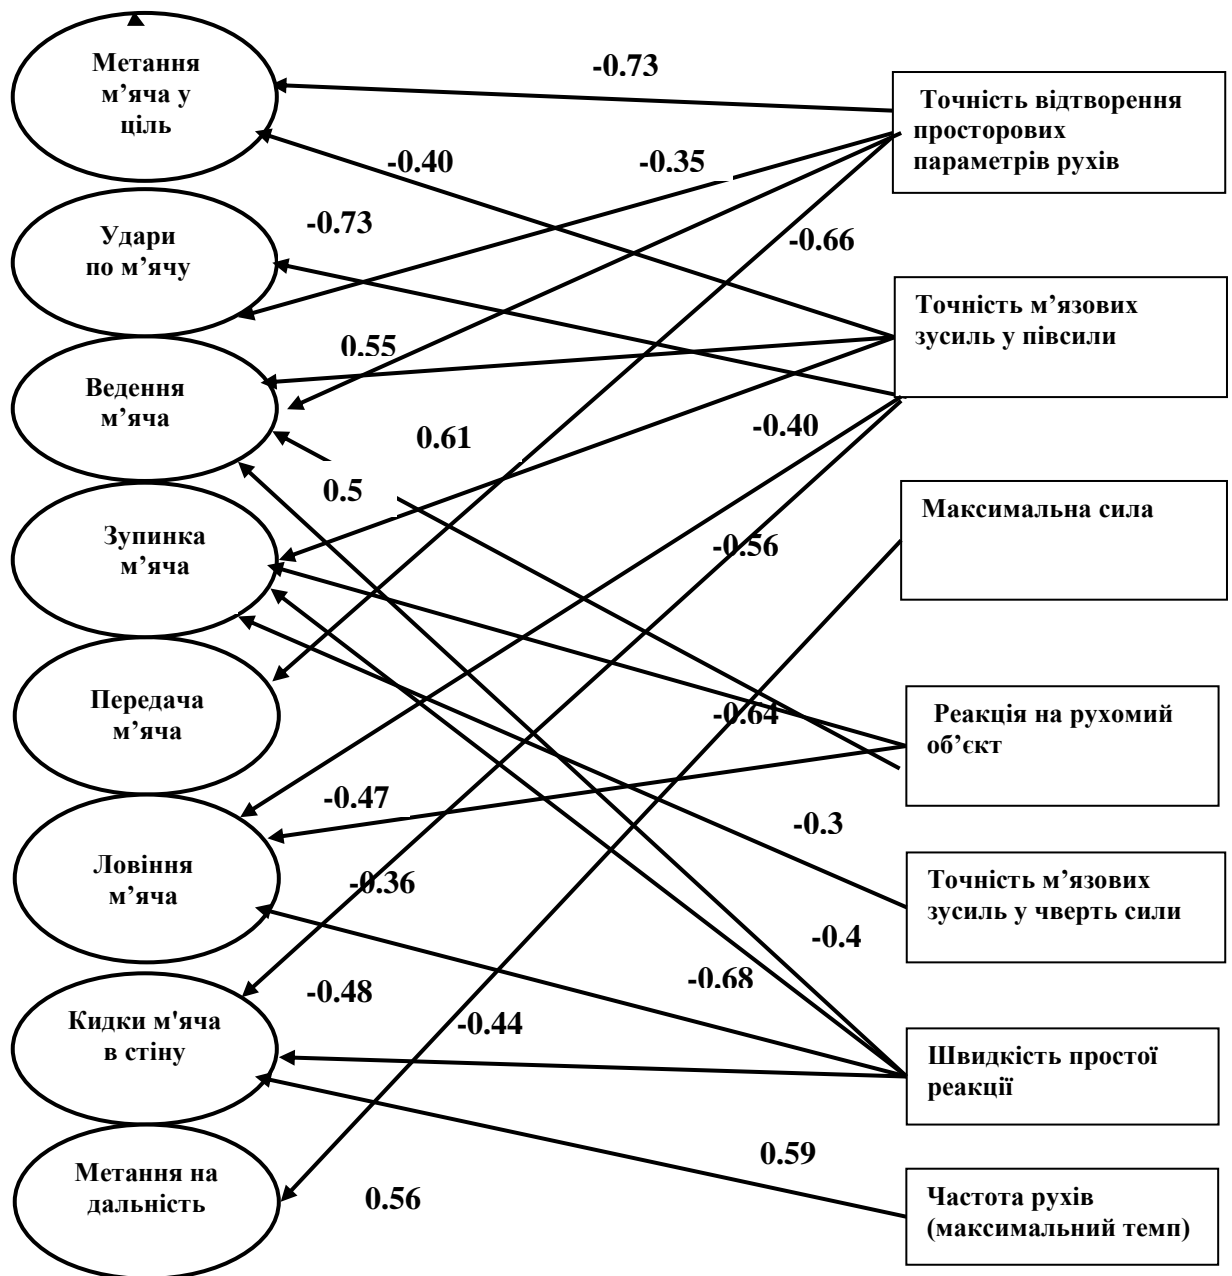 Метання
м’яча у
ціль
Удари
по м’ячу
Ведення
м’яча
Зупинка
м’яча
Передача
м’яча
Ловіння
м’яча
Кидки м'яча
в стіну
Метання на
дальність
-0.73
-0.40
-0.35
-0.73
-0.66
0.55
0.61
-0.40
0.5
-0.56
-0.64
-0.47
-0.3
-0.36
-0.4
-0.68
-0.48
-0.44
0.59
0.56
Точність відтворення
просторових
параметрів рухів
Точність м’язових
зусиль у півсили
Максимальна сила
Реакція на рухомий
об’єкт
Точність м’язових
зусиль у чверть сили
Швидкість простої
реакції
Частота рухів
(максимальний темп)